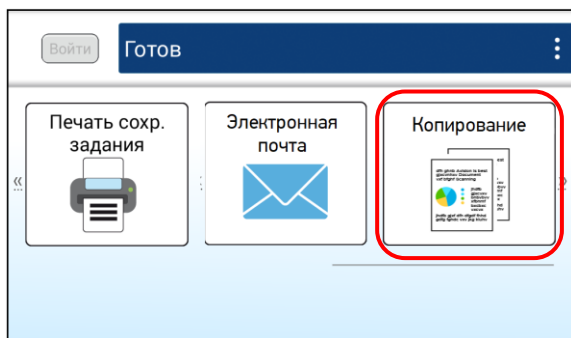 Войти
Готов
Печать сохр.
задания
Электронная
почта
Копирование